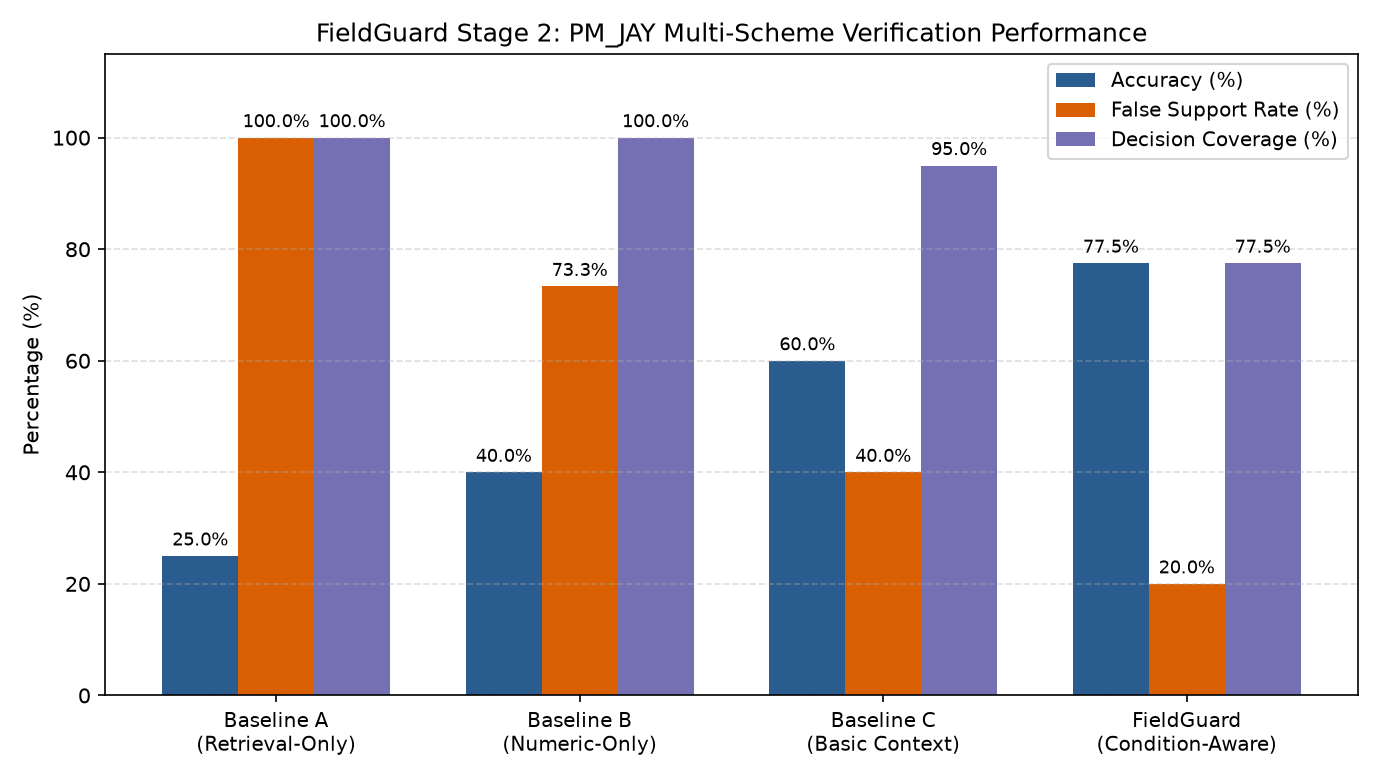 FieldGuard Stage 2: PM_JAY Multi-Scheme Verification Performance
Accuracy (%)
False Support Rate (%)
Decision Coverage (%)
Percentage (%)
100
80
60
40
20
0
25.0%
100.0%
100.0%
40.0%
73.3%
100.0%
60.0%
40.0%
95.0%
77.5%
20.0%
77.5%
Baseline A
(Retrieval-Only)
Baseline B
(Numeric-Only)
Baseline C
(Basic Context)
FieldGuard
(Condition-Aware)